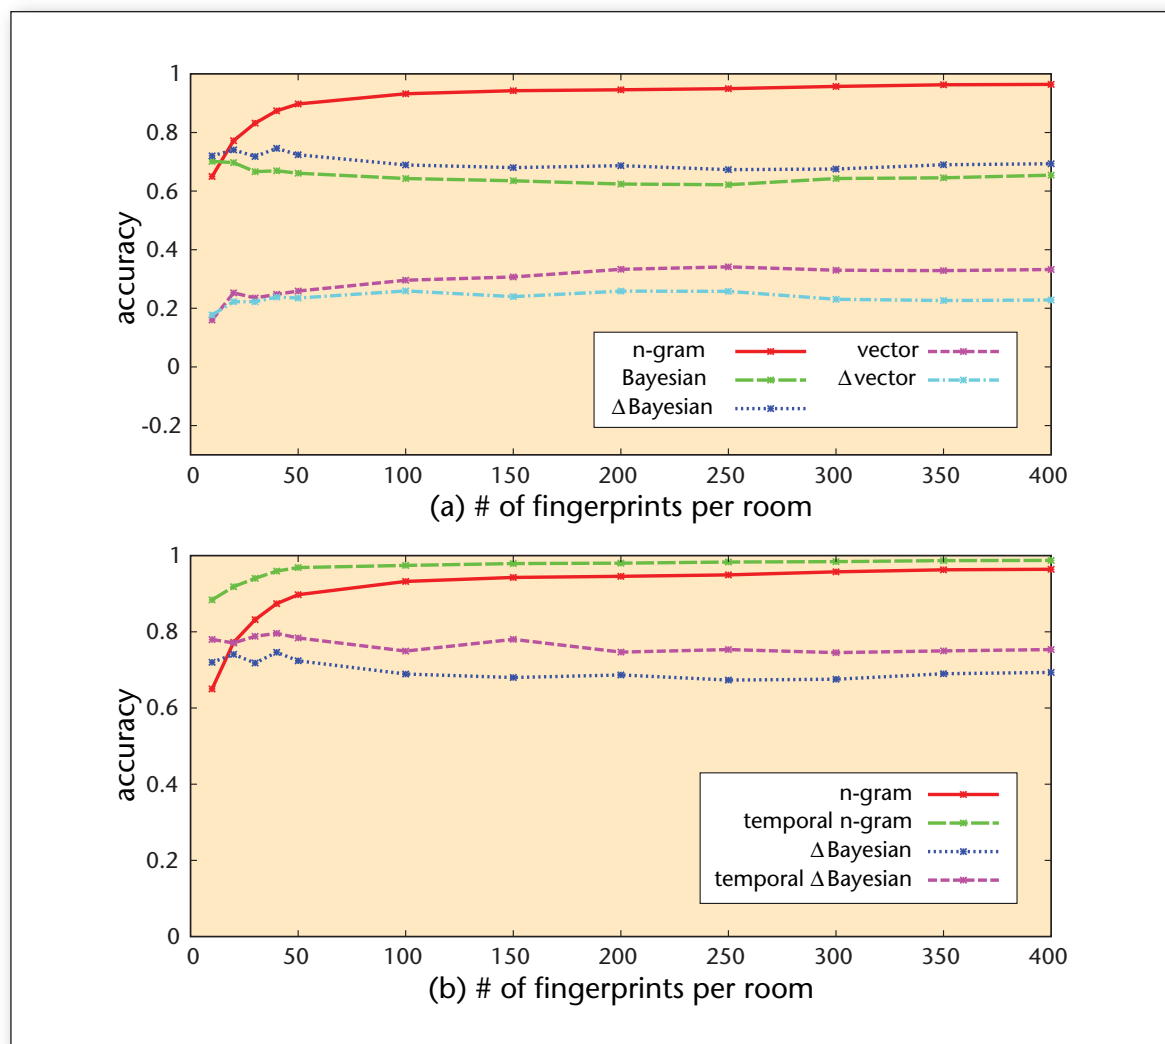 1
0.8
0.6
0.4
0.2
0
-0.2
accuracy
n-gram
Bayesian
ΔBayesian
vector
Δvector
0 50 100 150 200 250 300 350 400
(a) # of fingerprints per room
1
0.8
0.6
0.4
0.2
0
accuracy
n-gram
temporal n-gram
ΔBayesian
temporal ΔBayesian
0 50 100 150 200 250 300 350 400
(b) # of fingerprints per room